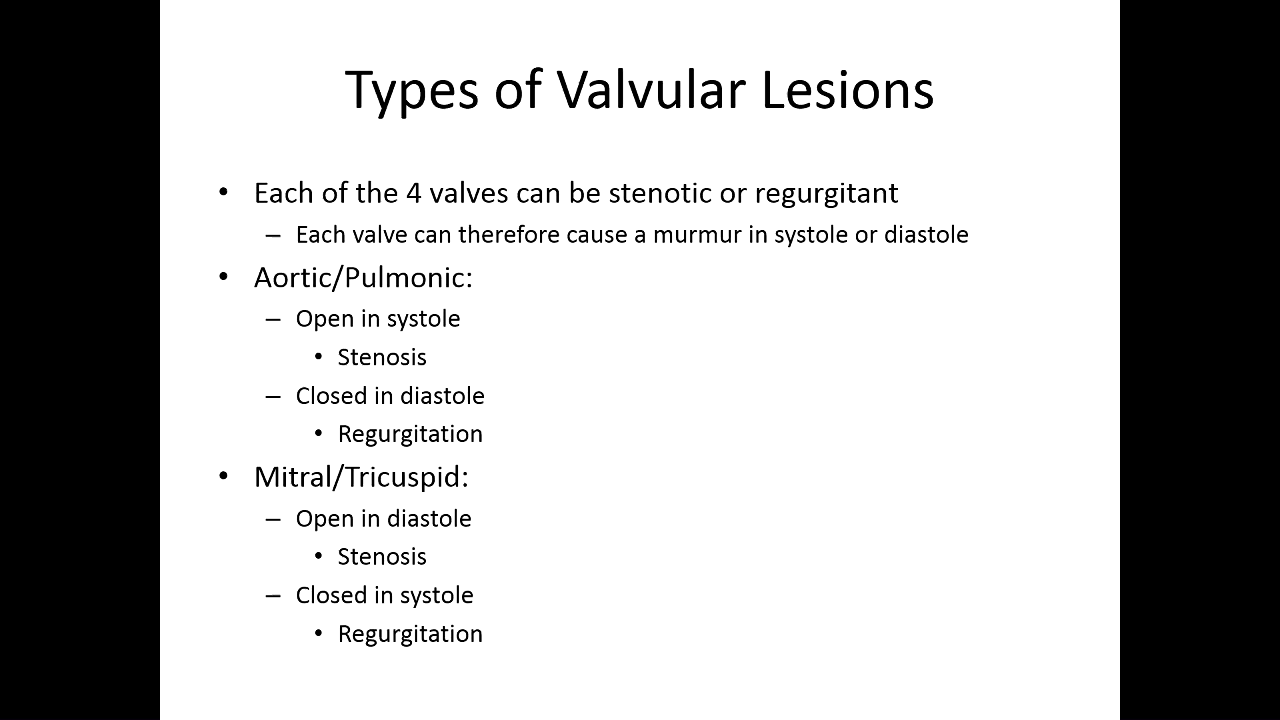 Types of Valvular Lesions
• Each of the 4 valves can be stenotic or regurgitant
– Each valve can therefore cause a murmur in systole or diastole
• Aortic/Pulmonic:
– Open in systole
• Stenosis
– Closed in diastole
• Regurgitation
• Mitral/Tricuspid:
– Open in diastole
• Stenosis
– Closed in systole
• Regurgitation